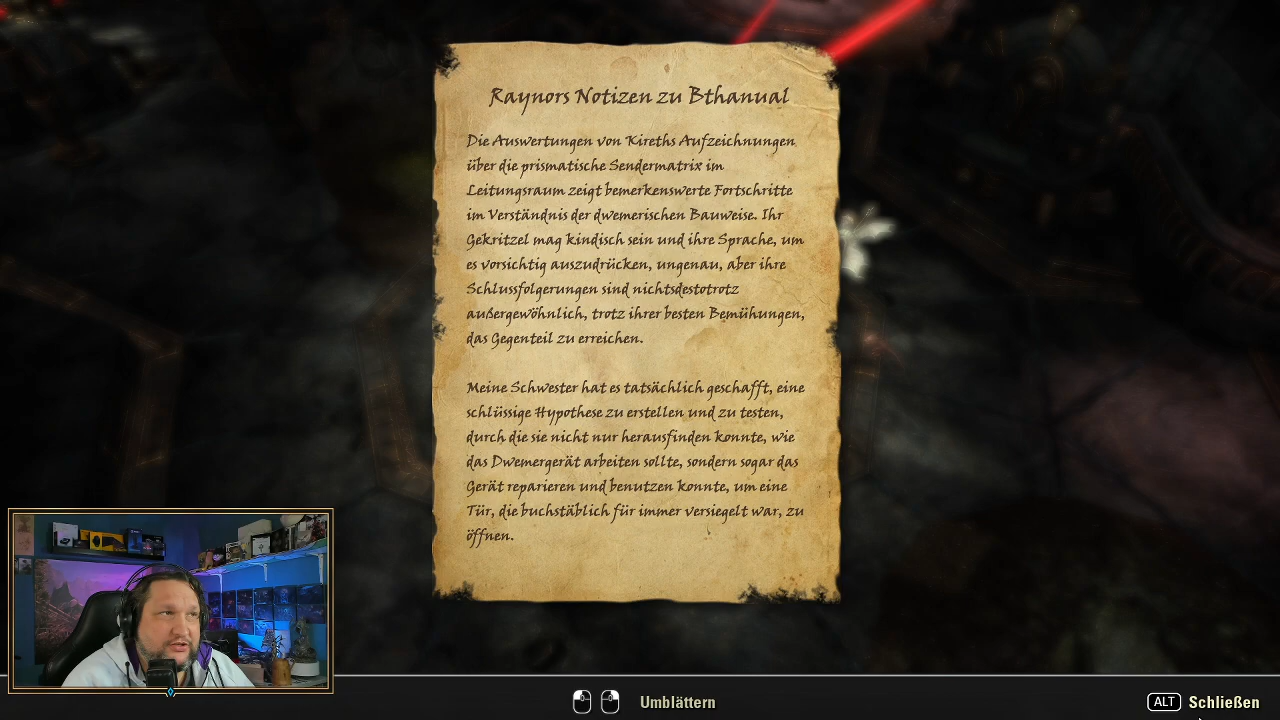 Raynors Notizen zu Bthanual
Die Auswertungen von Kireths Aufzeichnungen
über die prismatische Sendermatrix im
Leitungsraum zeigt bemerkenswerte Fortschritte
im Verständnis der dwemerischen Bauweise. Ihr
Gekritzel mag kindisch sein und ihre Sprache, um
es vorsichtig auszudrücken, ungenau, aber ihre
Schlussfolgerungen sind nichtsdestotrotz
außergewöhnlich, trotz ihrer besten Bemühungen,
das Gegenteil zu erreichen.
Meine Schwester hat es tatsächlich geschafft, eine
schlüssige Hypothese zu erstellen und zu testen,
durch die sie nicht nur herausfinden konnte, wie
das Dwemergerät arbeiten sollte, sondern sogar das
Gerät reparieren und benutzen konnte, um eine
Tür, die buchstäblich für immer versiegelt war, zu
öffnen.
Umblättern
ALT Schließen